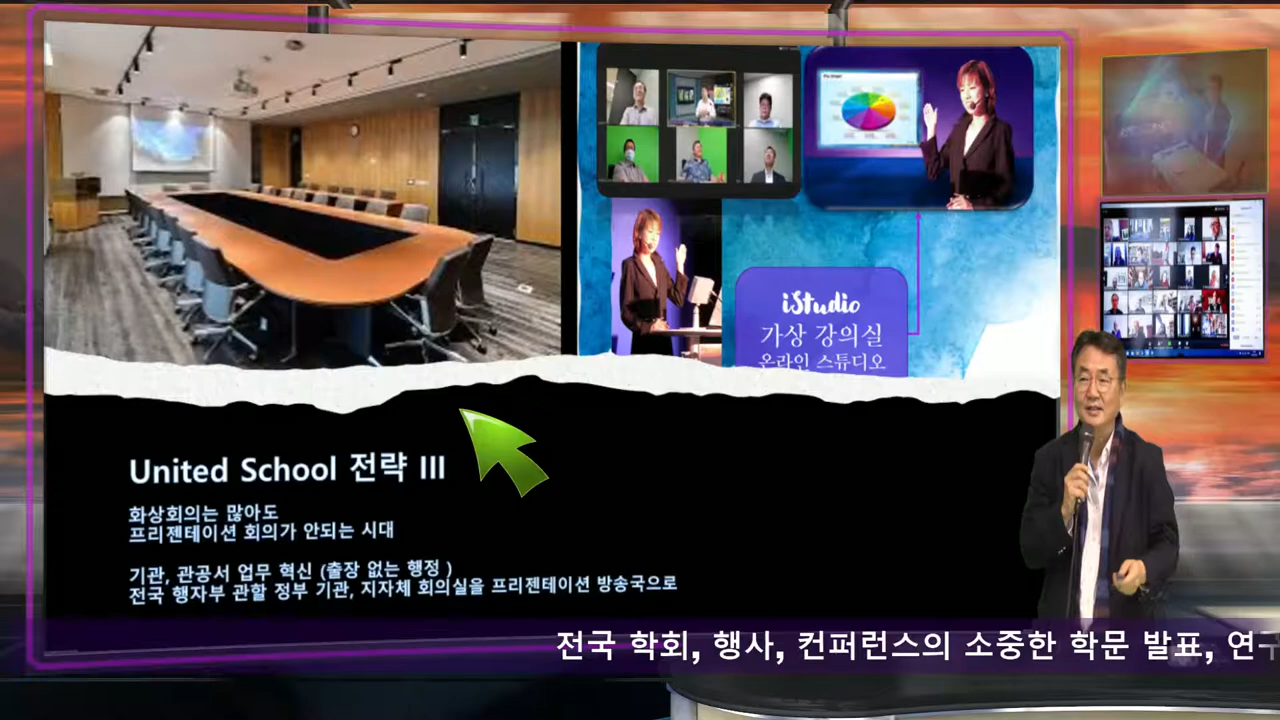 iStudio
가상 강의실
온라인 스튜디오
United School 전략 III
화상회의는 많아도
프리젠테이션 회의가 안되는 시대
기관, 관공서 업무 혁신 (출장 없는 행정 )
전국 행자부 관할 정부 기관, 지자체 회의실을 프리젠테이션 방송국으로
전국 학회, 행사, 컨퍼런스의 소중한 학문 발표, 연구